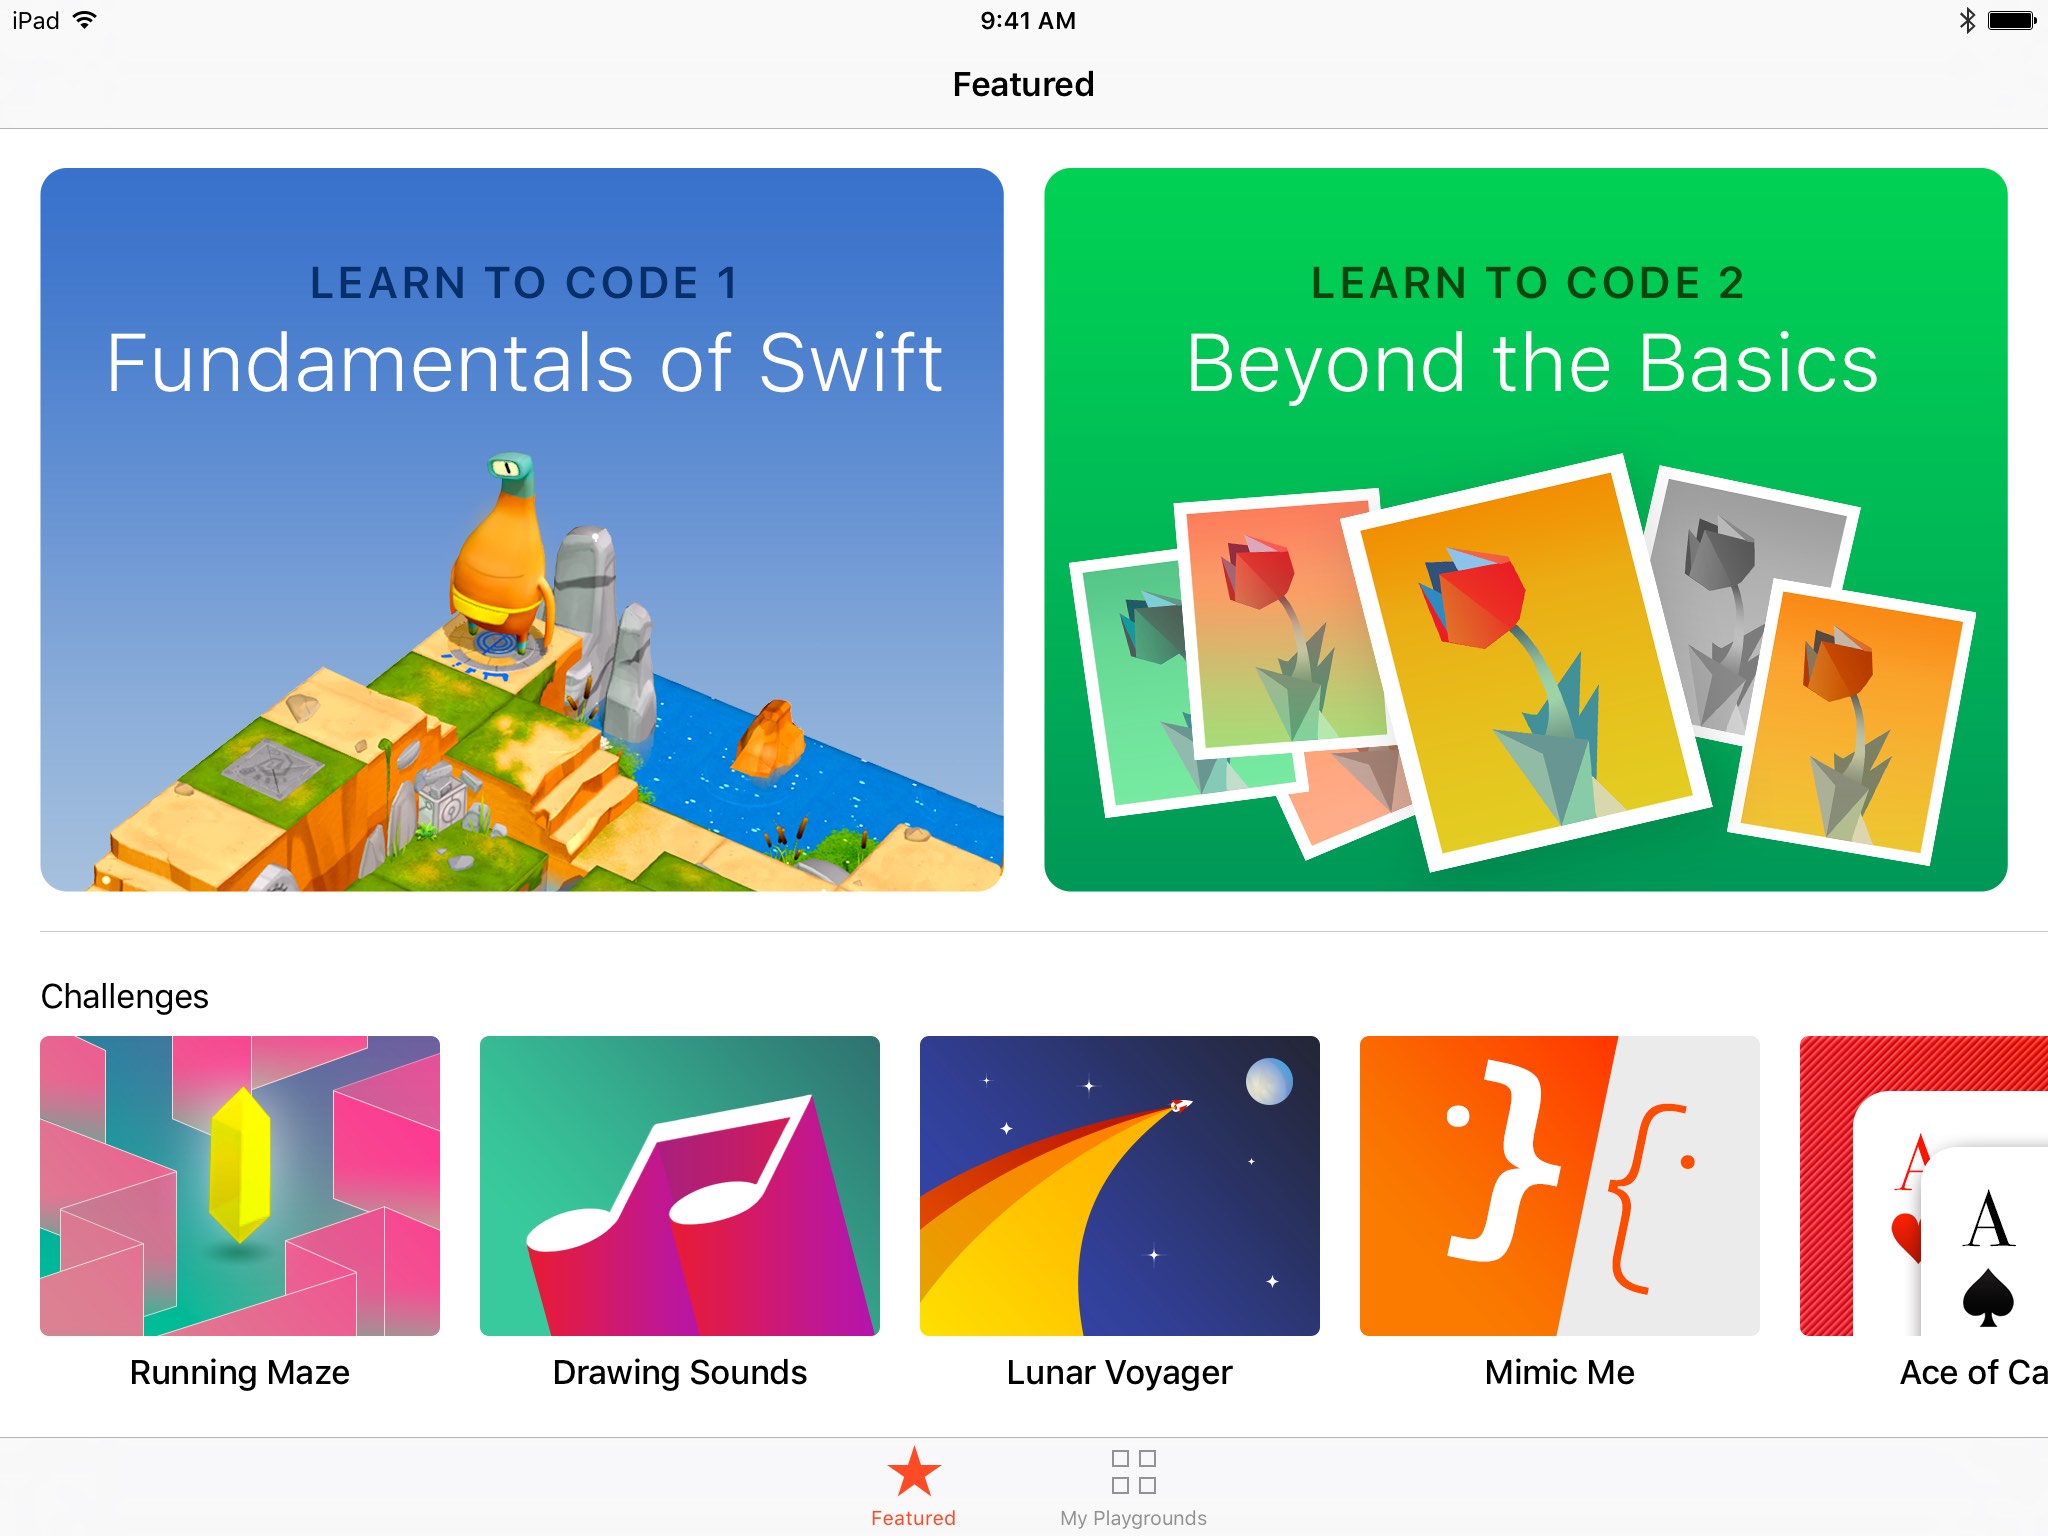 iPad
9:41 AM
Featured
LEARN TO CODE 1
Fundamentals of Swift
LEARN TO CODE 2
Beyond the Basics
Challenges
A
A
Running Maze
Drawing Sounds
Lunar Voyager
Mimic Me
Ace of Ca
Featured
My Playgrounds